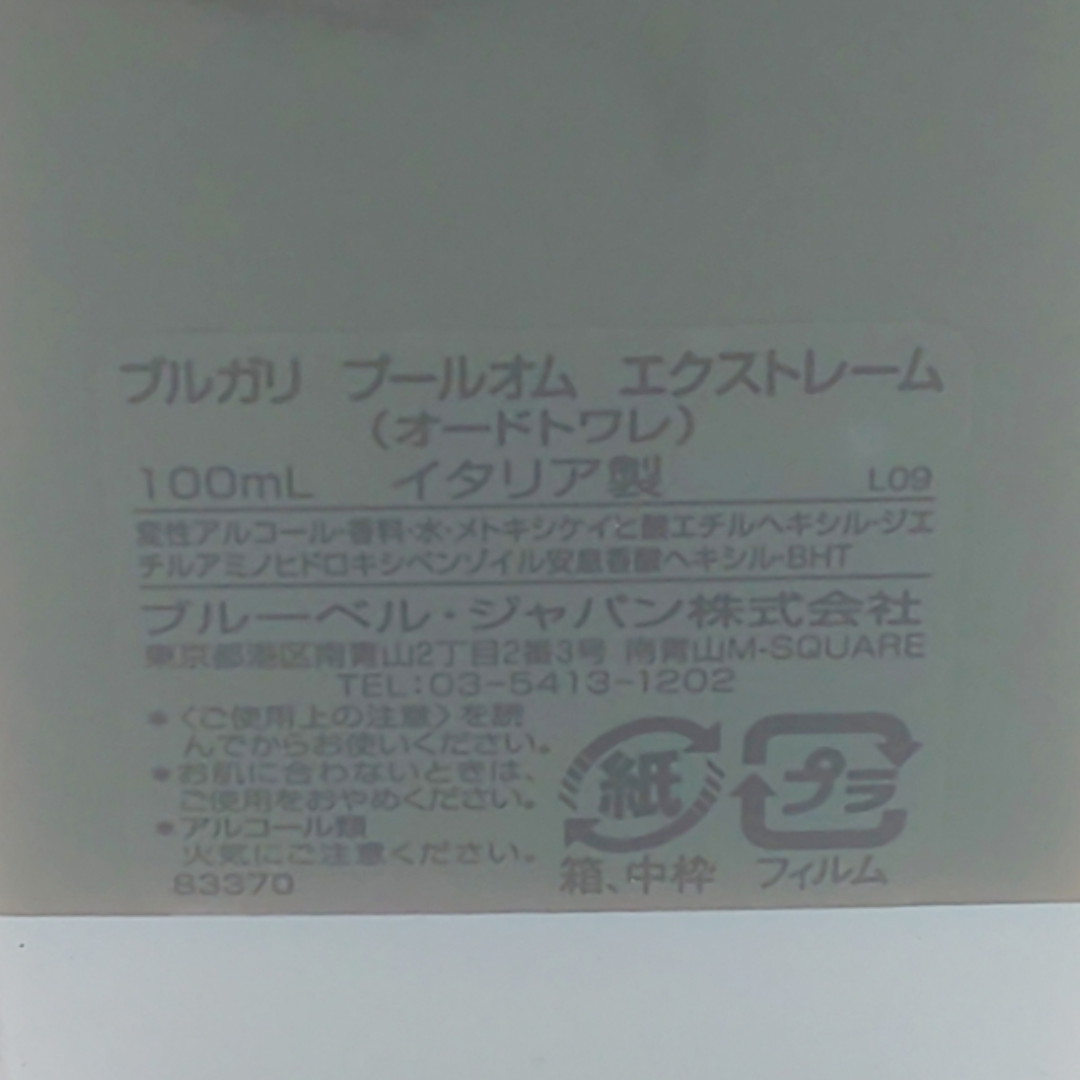 ブルガリ プールオム エクストレーム
(オードトワレ)
100mL イタリア製 L09
変性アルコール・香料・水・メトキシケイヒ酸エチルヘキシル・ジエ
チルアミノヒドロキシベンゾイル安息香酸ヘキシル・BHT
ブルーベル・ジャパン株式会社
東京都港区南青山2丁目2番3号 南青山M-SQUARE
TEL:03-5413-1202
＊〈ご使用上の注意〉を読
んでからお使いください。
＊お肌に合わないときは、
ご使用をおやめください。
＊アルコール類
火気にご注意ください。
83370
紙
箱、中枠
プラ
フィルム